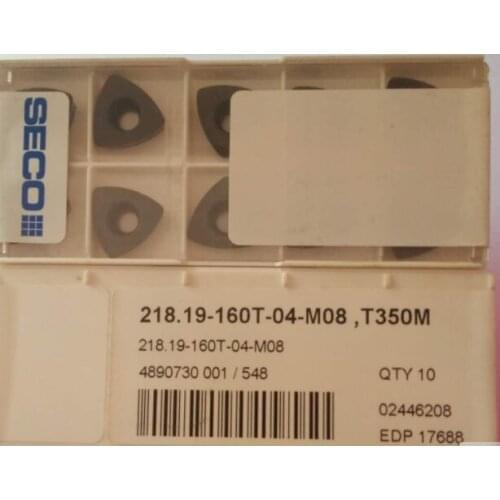 SECO
218.19-160T-04-M08 ,T350M
218.19-160T-04-M08
4890730 001 / 548
QTY 10
02446208
EDP 17688